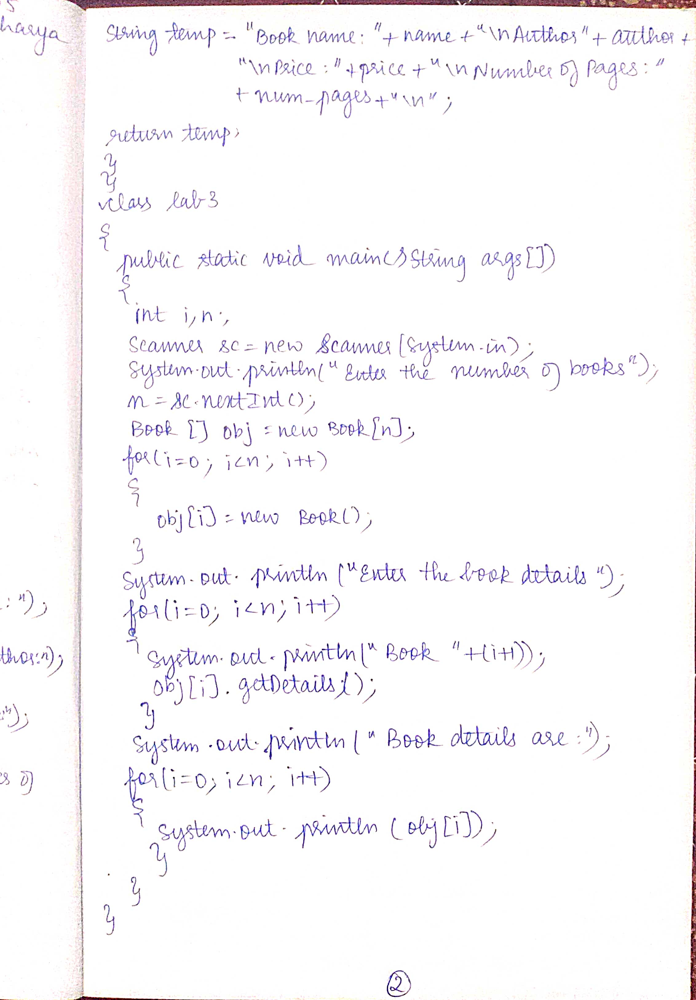 harya
: ");
thor:");
:");
es of
String temp = "Book name: "+ name + "\n Author" + author +
"\n Price :" + price + " \n Number of Pages: "
+ num_pages + "\n" ;
return temp;
}
}
class lab3
{
public static void main(String args[])
{
int i, n;
Scanner sc = new Scanner(System.in);
System.out.println(" Enter the number of books");
n = sc.nextInt();
Book [] obj = new Book[n];
for(i=0; i<n; i++)
{
obj[i] = new Book();
}
System.out.println ("Enter the book details ");
for(i=0; i<n; i++)
{
System.out.println(" Book "+(i+1));
obj[i].getDetails();
}
System.out.println (" Book details are :");
for(i=0; i<n; i++)
{
System.out.println (obj[i]);
}
}
}
2